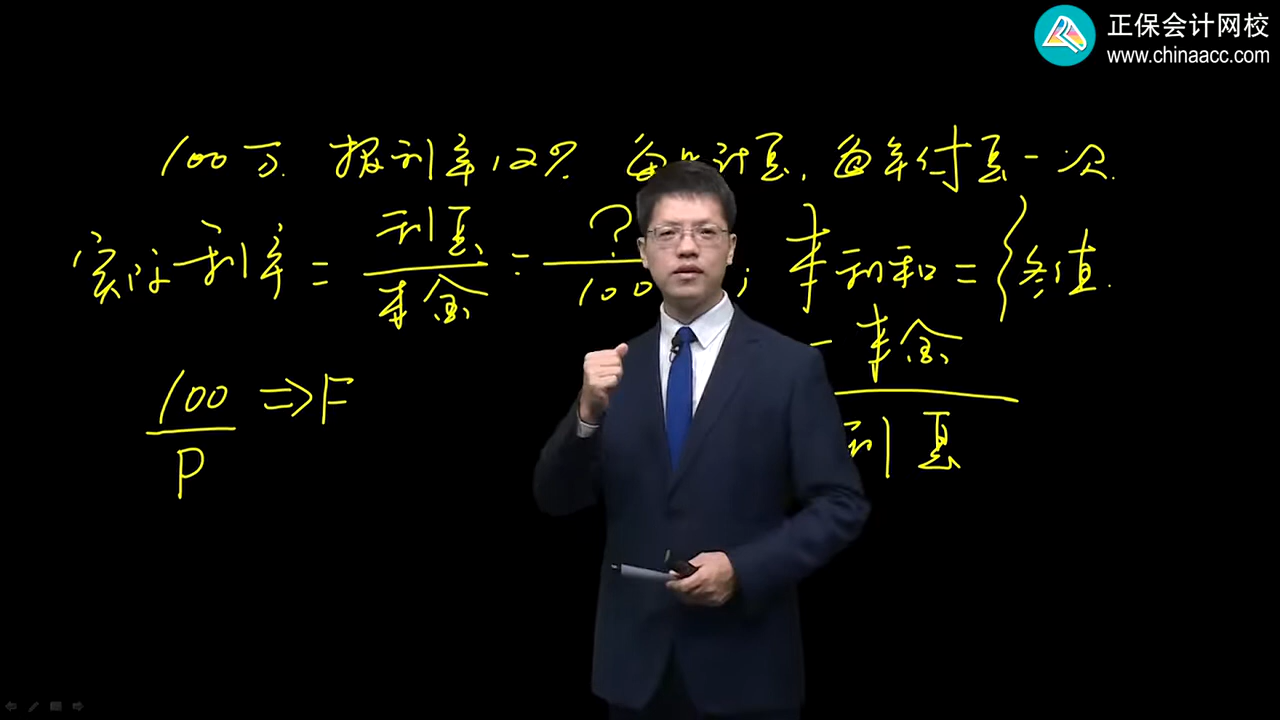 正保会计网校
www.chinaacc.com
100万. 报利率12% 每 计息, 每年付息一次.
实际利率 = 利息/本金 = ?/100 ; 本利和 = { 终值.
- 本金
利息
100 => F
P